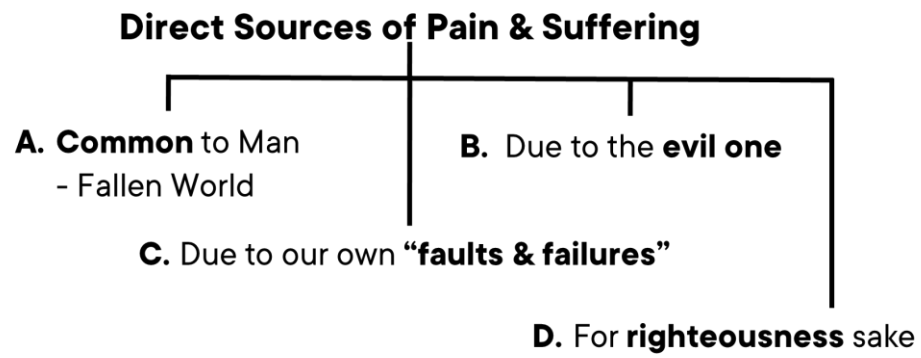 Direct Sources of Pain & Suffering
A. Common to Man
- Fallen World
B. Due to the evil one
C. Due to our own “faults & failures”
D. For righteousness sake